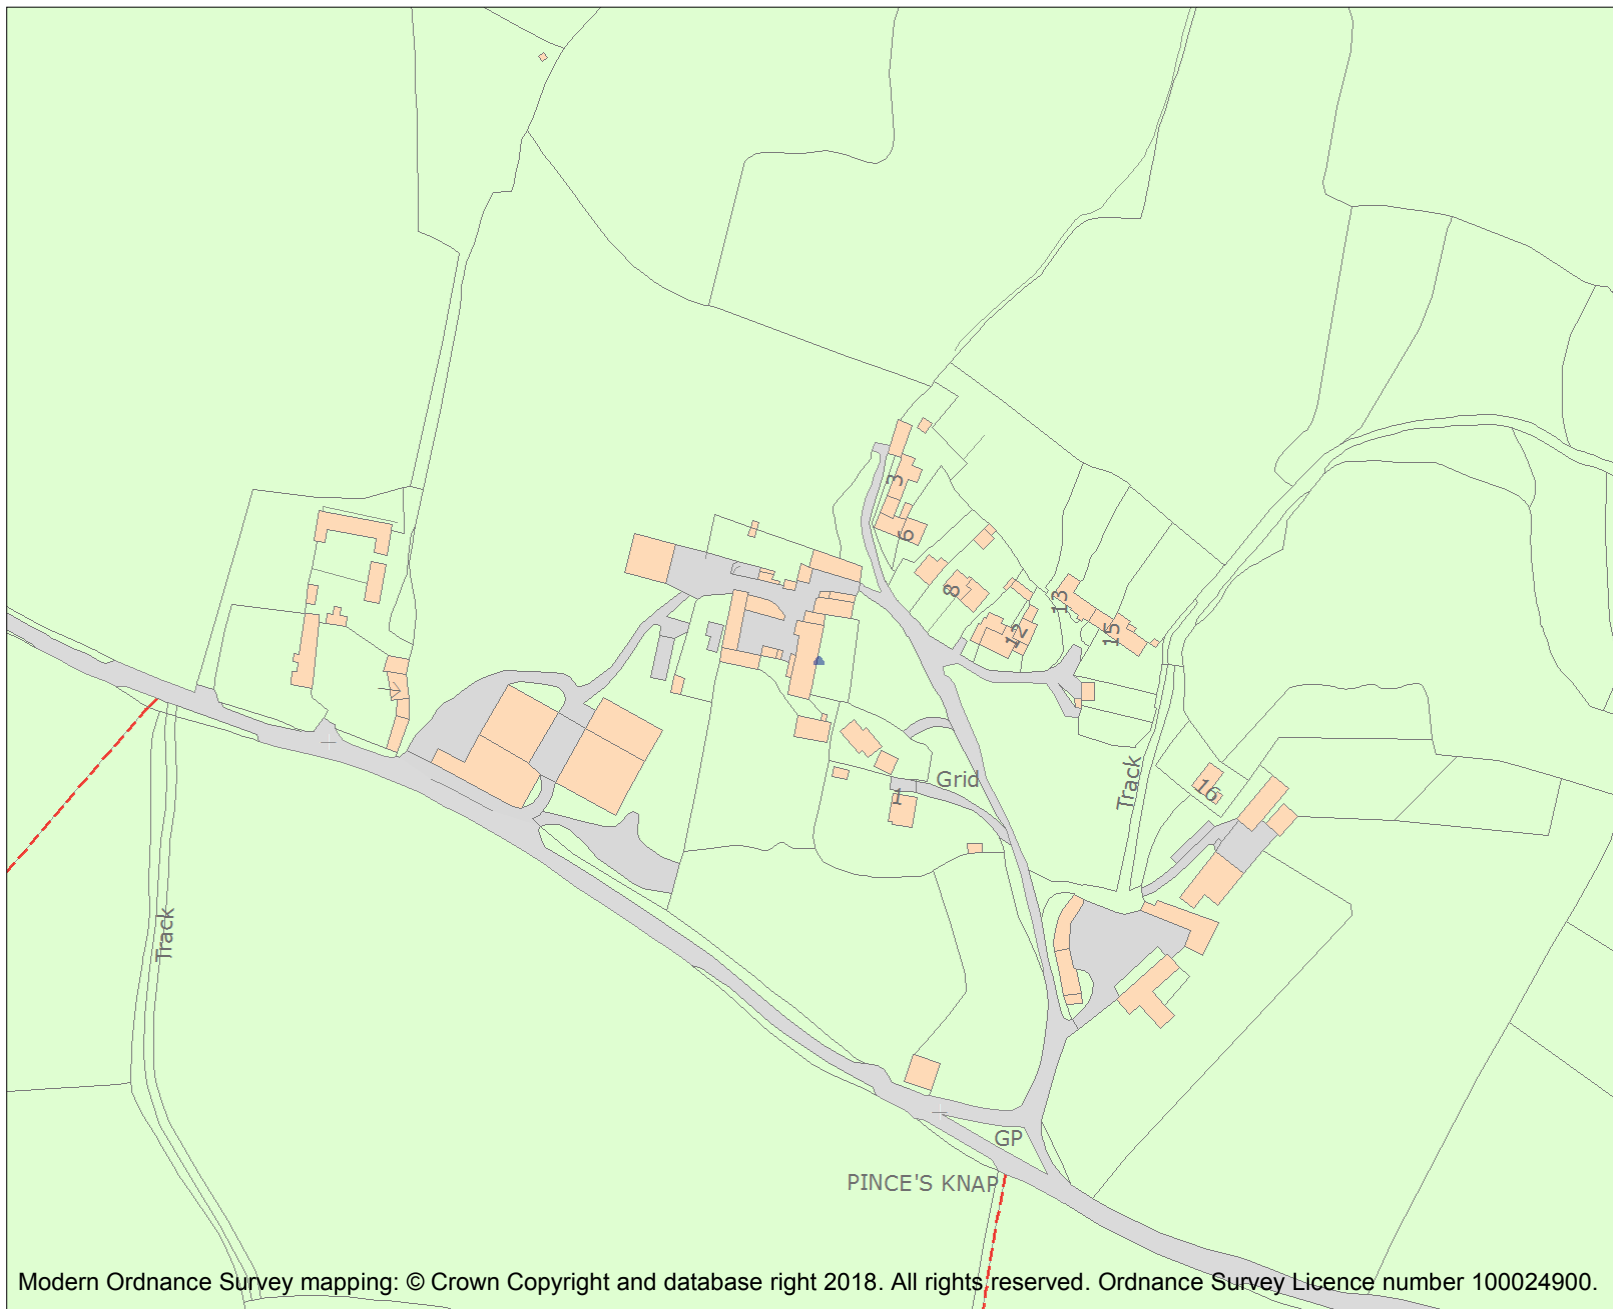 3
6
8
13
12
15
Grid
1
Track
16
Track
GP
PINCE'S KNAP
Modern Ordnance Survey mapping: © Crown Copyright and database right 2018. All rights reserved. Ordnance Survey Licence number 100024900.